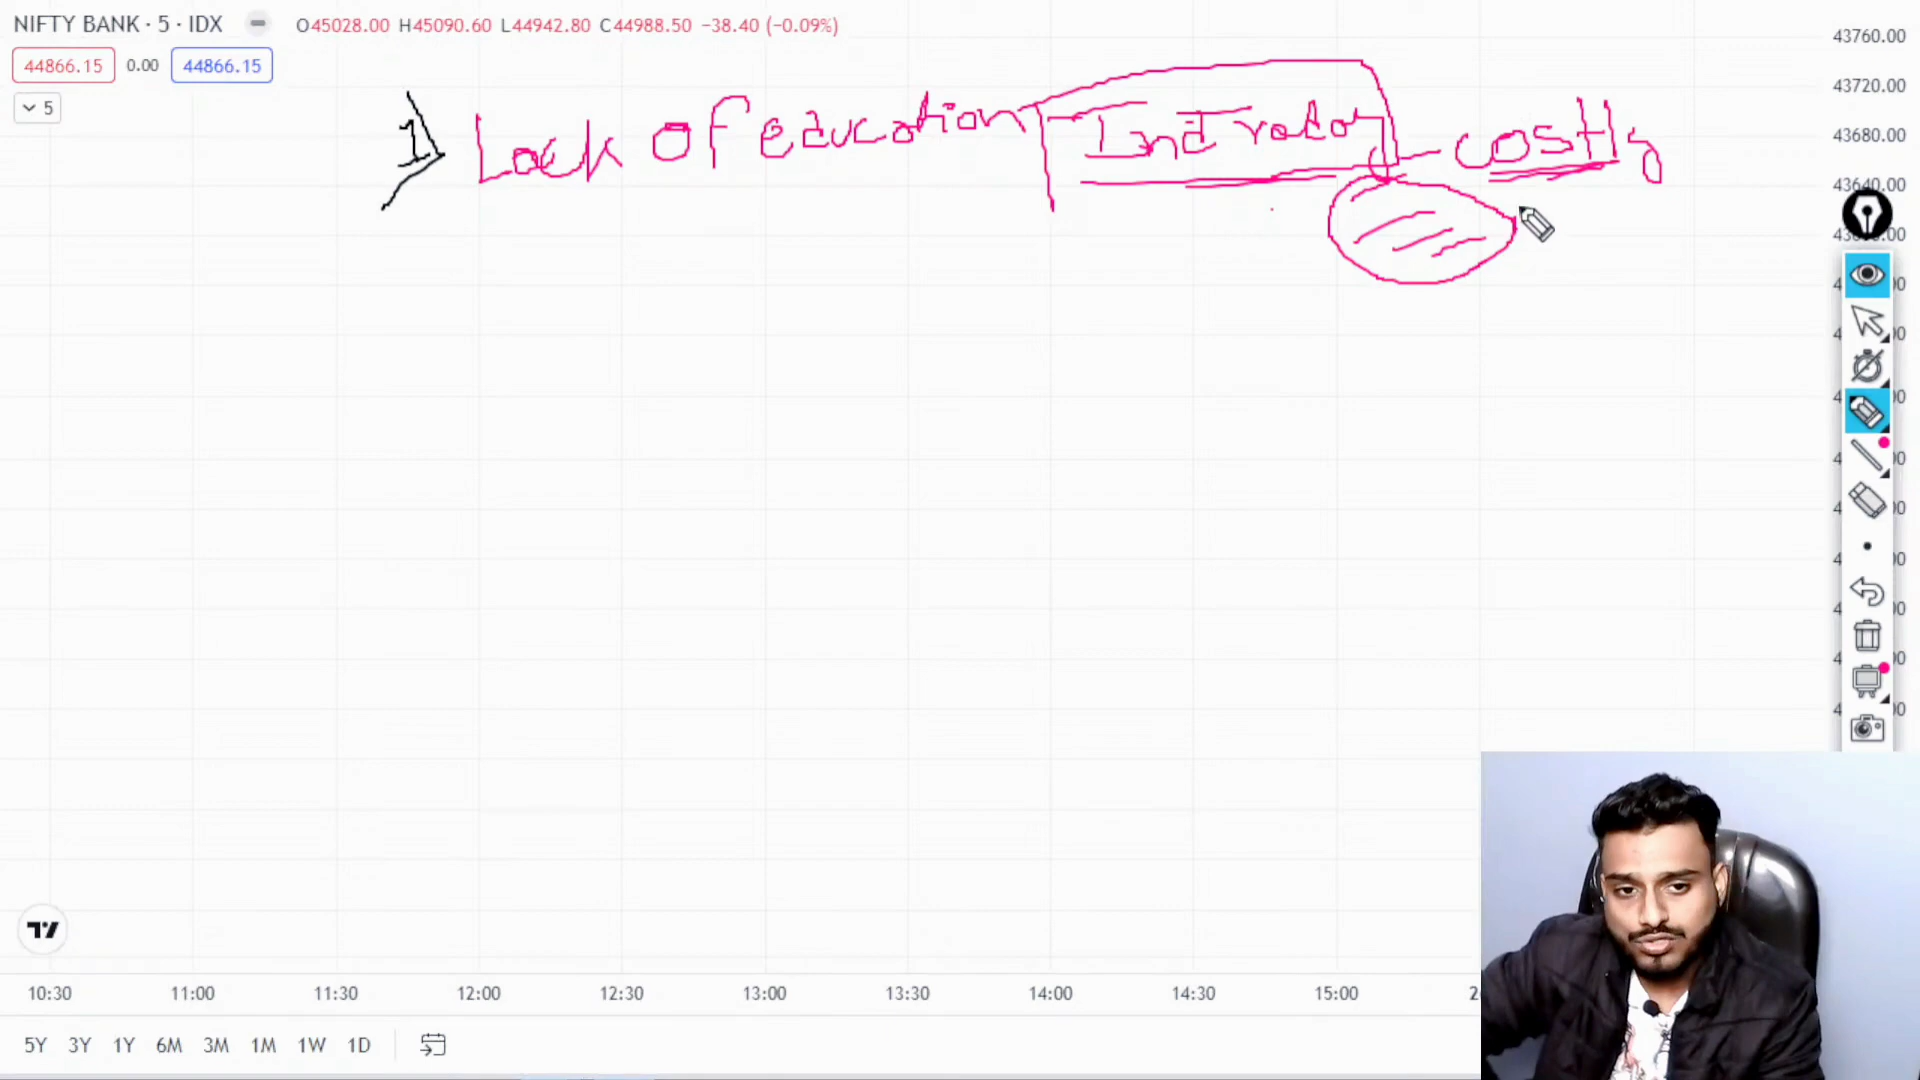 NIFTY BANK · 5 · IDX O45028.00 H45090.60 L44942.80 C44988.50 −38.40 (−0.09%)
44866.15 0.00 44866.15
5
1 Lack of education Indicator costly
43760.00
43720.00
43680.00
43640.00
10:30 11:00 11:30 12:00 12:30 13:00 13:30 14:00 14:30 15:00
5Y 3Y 1Y 6M 3M 1M 1W 1D